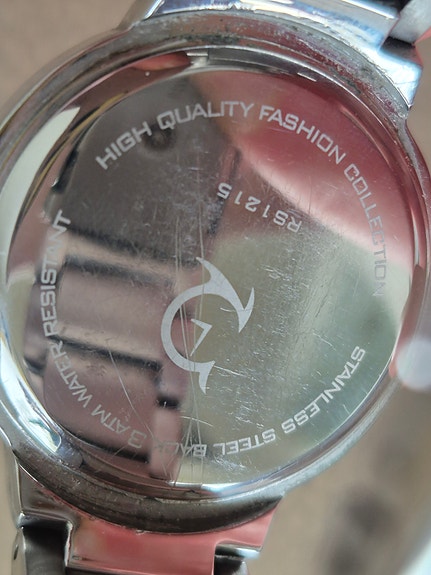 HIGH QUALITY FASHION COLLECTION
RS1215
STAINLESS STEEL BACK 3 ATM WATER RESISTANT